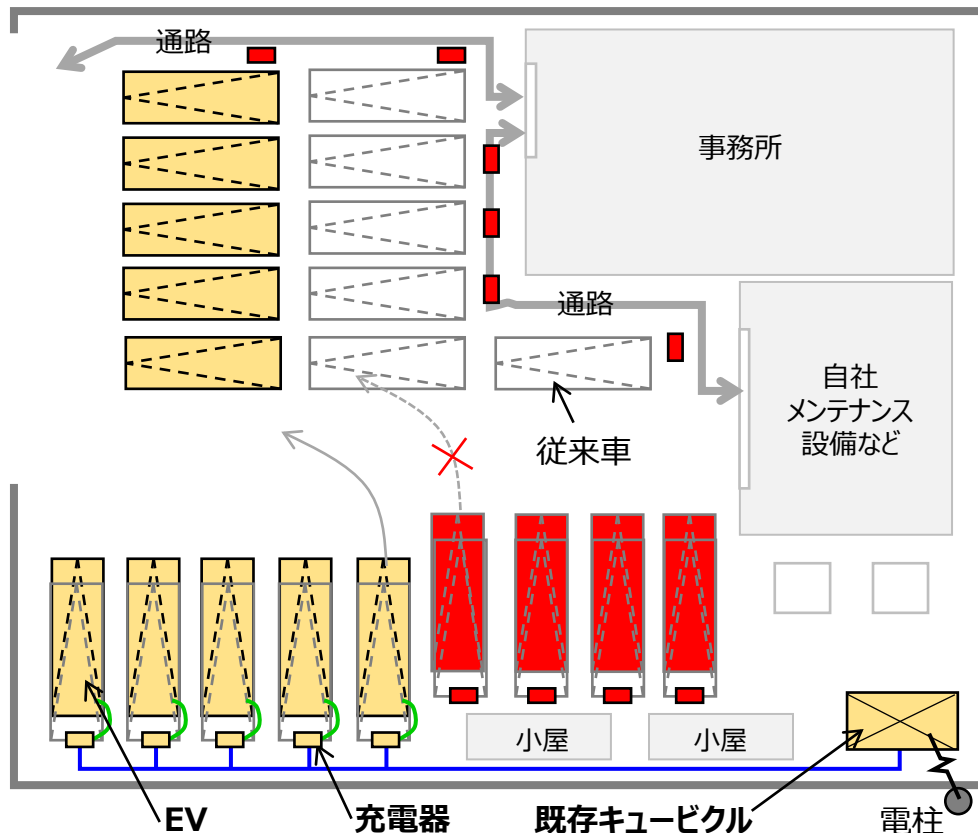 通路
事務所
通路
自社
メンテナンス
設備など
従来車
小屋
小屋
EV
充電器
既存キュービクル
電柱